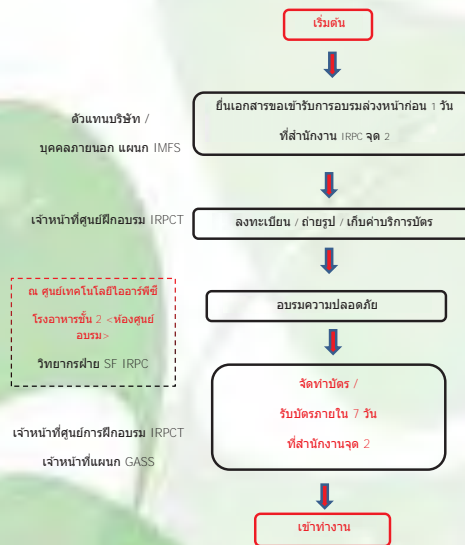 เริ่มต้น
ตัวแทนบริษัท /
บุคคลภายนอก แผนก IMFS
ยื่นเอกสารขอเข้ารับการอบรมล่วงหน้าก่อน 1 วัน
ที่สำนักงาน IRPC จุด 2
เจ้าหน้าที่ศูนย์ฝึกอบรม IRPCT
ลงทะเบียน / ถ่ายรูป / เก็บค่าบริการบัตร
ณ ศูนย์เทคโนโลยีไออาร์พีซี
โรงอาหารชั้น 2 <ห้องศูนย์
อบรม>
วิทยากรฝ่าย SF IRPC
อบรมความปลอดภัย
เจ้าหน้าที่ศูนย์การฝึกอบรม IRPCT
เจ้าหน้าที่แผนก GASS
จัดทำบัตร /
รับบัตรภายใน 7 วัน
ที่สำนักงานจุด 2
เข้าทำงาน